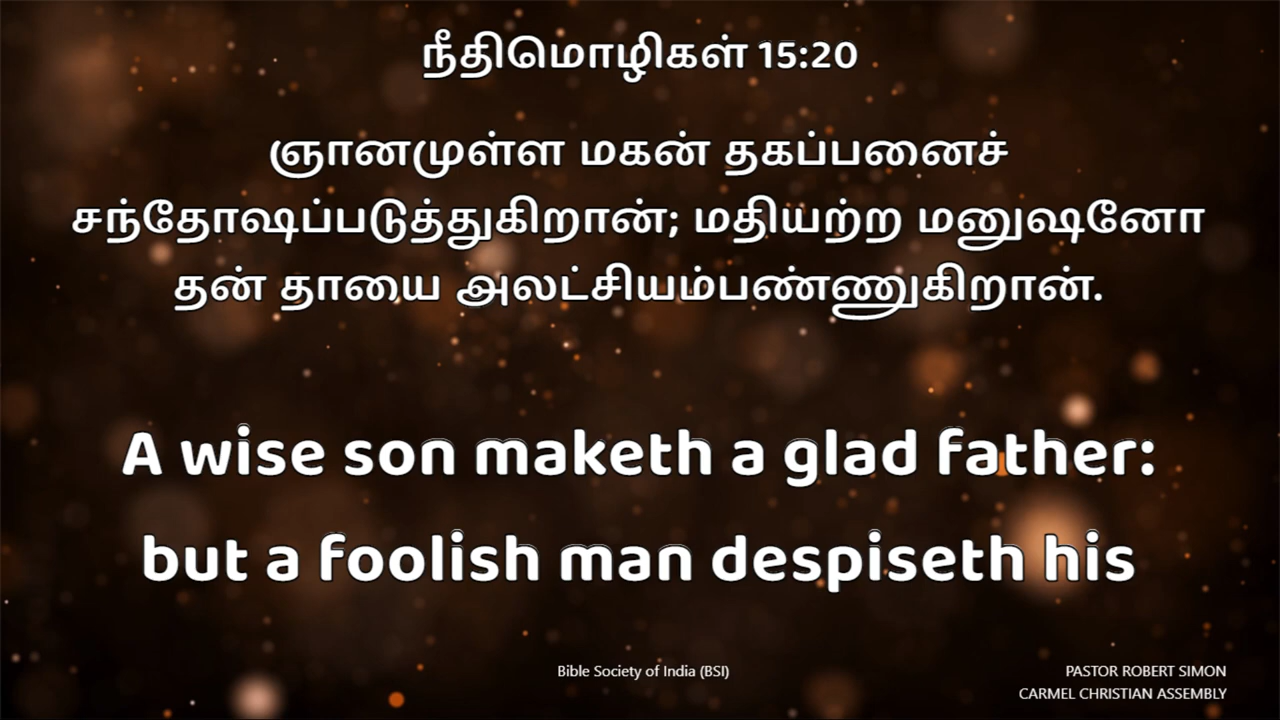 நீதிமொழிகள் 15:20
ஞானமுள்ள மகன் தகப்பனைச்
சந்தோஷப்படுத்துகிறான்; மதியற்ற மனுஷனோ
தன் தாயை அலட்சியம்பண்ணுகிறான்.
A wise son maketh a glad father:
but a foolish man despiseth his
Bible Society of India (BSI)
PASTOR ROBERT SIMON
CARMEL CHRISTIAN ASSEMBLY